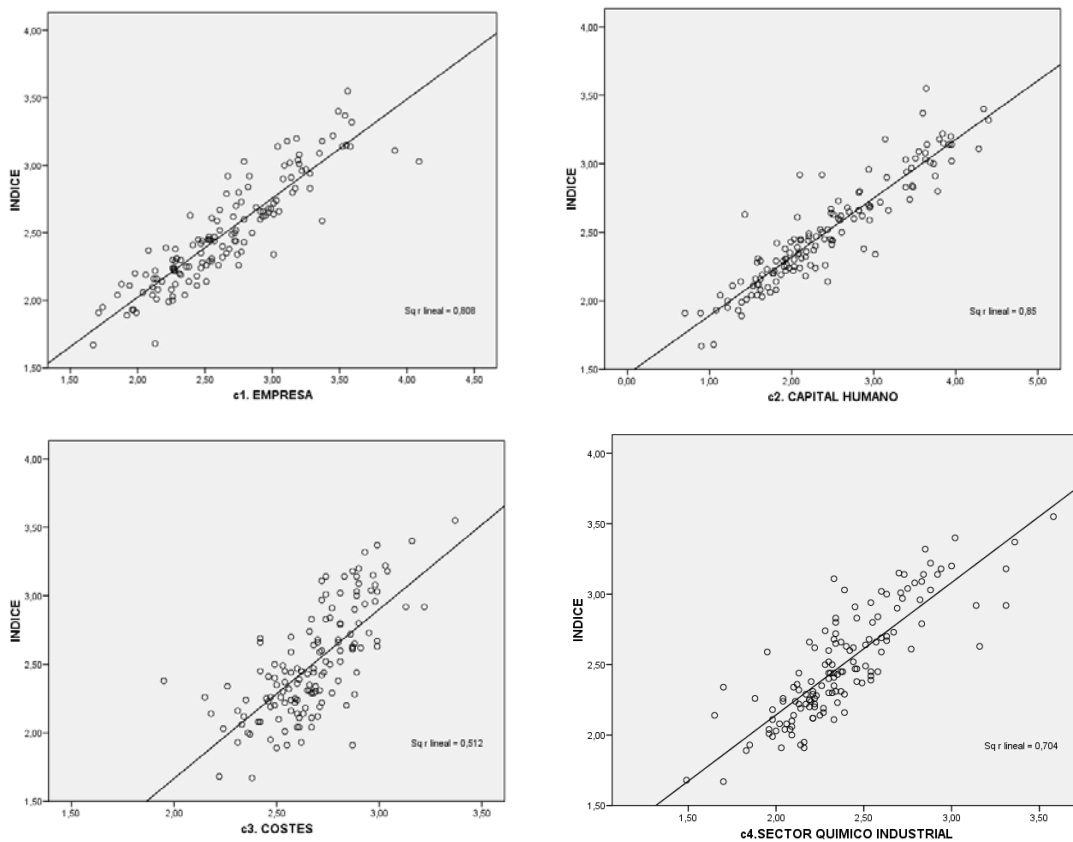 4,00
3,50
3,00
2,50
2,00
1,50
INDICE
Sq r lineal = 0,808
1,50 2,00 2,50 3,00 3,50 4,00 4,50
c1. EMPRESA
4,00
3,50
3,00
2,50
2,00
1,50
INDICE
Sq r lineal = 0,85
0,00 1,00 2,00 3,00 4,00 5,00
c2. CAPITAL HUMANO
4,00
3,50
3,00
2,50
2,00
1,50
INDICE
Sq r lineal = 0,512
1,50 2,00 2,50 3,00 3,50
c3. COSTES
4,00
3,50
3,00
2,50
2,00
1,50
INDICE
Sq r lineal = 0,704
1,50 2,00 2,50 3,00 3,50
c4.SECTOR QUIMICO INDUSTRIAL